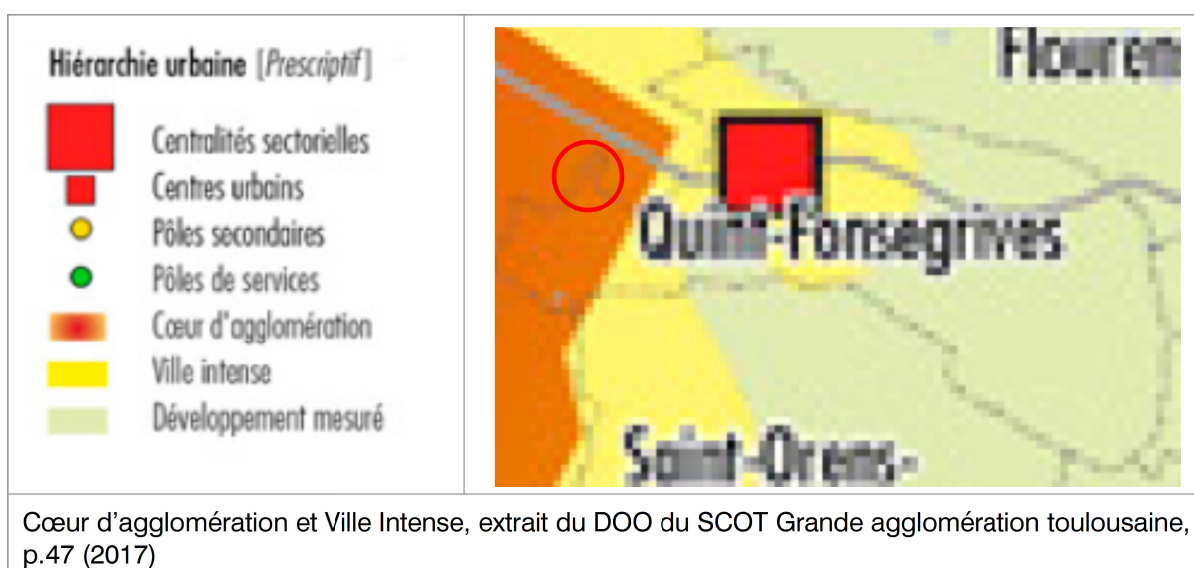 Hiérarchie urbaine [Prescriptif]
Centralités sectorielles
Centres urbains
Pôles secondaires
Pôles de services
Cœur d'agglomération
Ville intense
Développement mesuré
Flouren
Quint-Fonsegrives
Saint-Orens-
Cœur d'agglomération et Ville Intense, extrait du DOO du SCOT Grande agglomération toulousaine,
p.47 (2017)